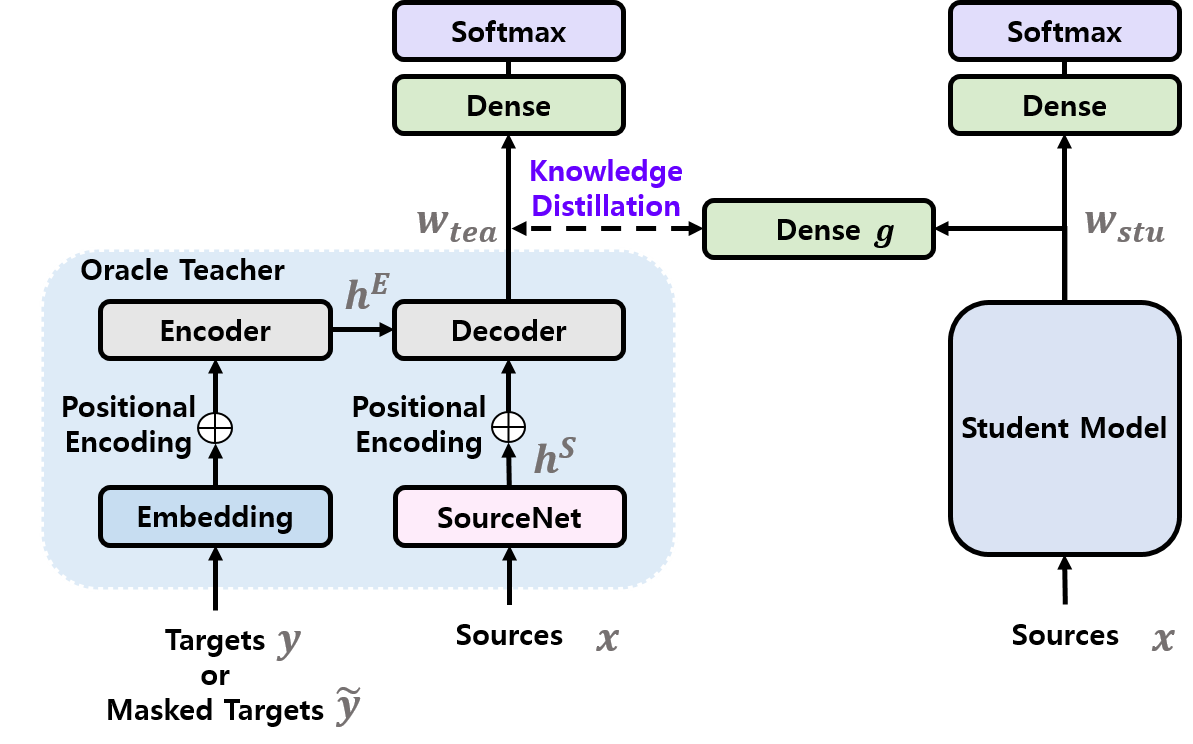 Softmax
Softmax
Dense
Dense
Knowledge
Distillation
w_{tea}
Dense g
w_{stu}
Oracle Teacher
h^E
Encoder
Decoder
Positional
Encoding
Positional
Encoding
h^S
Student Model
Embedding
SourceNet
Targets y
or
Masked Targets ỹ
Sources x
Sources x